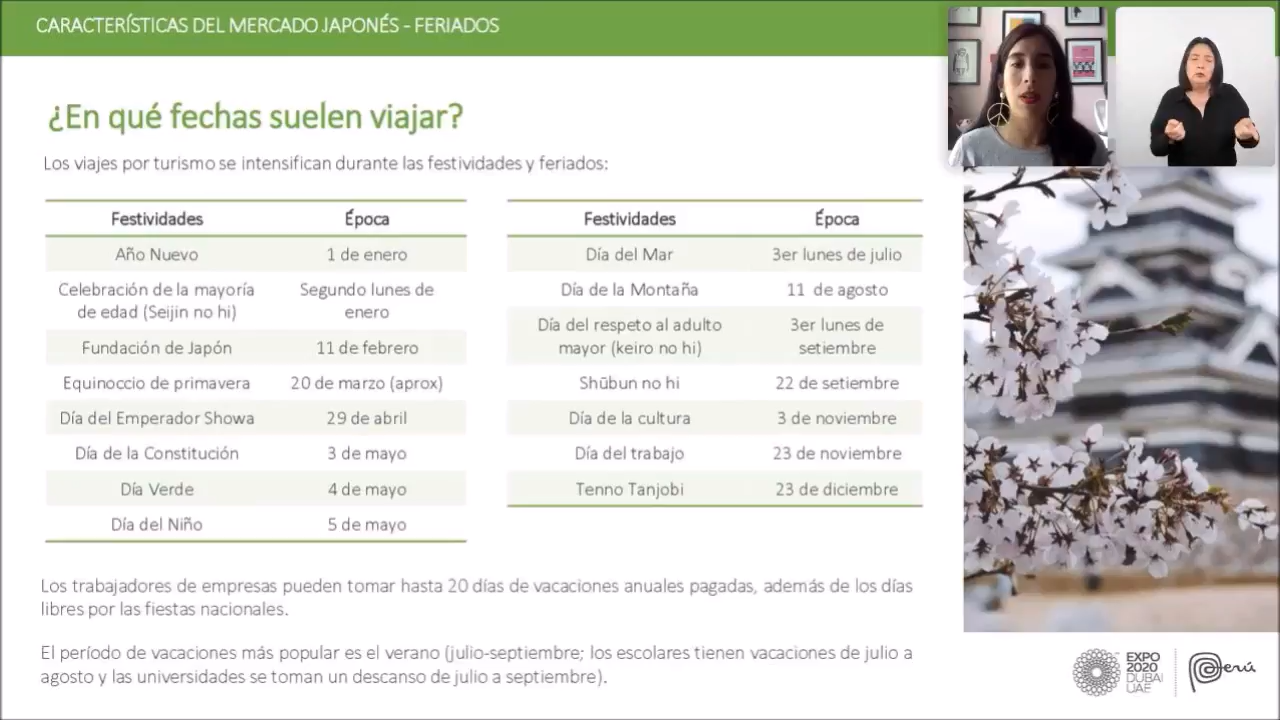 CARACTERÍSTICAS DEL MERCADO JAPONÉS - FERIADOS
¿En qué fechas suelen viajar?
Los viajes por turismo se intensifican durante las festividades y feriados:
Festividades Época
Año Nuevo 1 de enero
Celebración de la mayoría de edad (Seijin no hi) Segundo lunes de enero
Fundación de Japón 11 de febrero
Equinoccio de primavera 20 de marzo (aprox)
Día del Emperador Showa 29 de abril
Día de la Constitución 3 de mayo
Día Verde 4 de mayo
Día del Niño 5 de mayo
Festividades Época
Día del Mar 3er lunes de julio
Día de la Montaña 11 de agosto
Día del respeto al adulto mayor (keiro no hi) 3er lunes de setiembre
Shūbun no hi 22 de setiembre
Día de la cultura 3 de noviembre
Día del trabajo 23 de noviembre
Tenno Tanjobi 23 de diciembre
Los trabajadores de empresas pueden tomar hasta 20 días de vacaciones anuales pagadas, además de los días
libres por las fiestas nacionales.
El período de vacaciones más popular es el verano (julio-septiembre; los escolares tienen vacaciones de julio a
agosto y las universidades se toman un descanso de julio a septiembre).
EXPO
2020
DUBAI
UAE
Perú